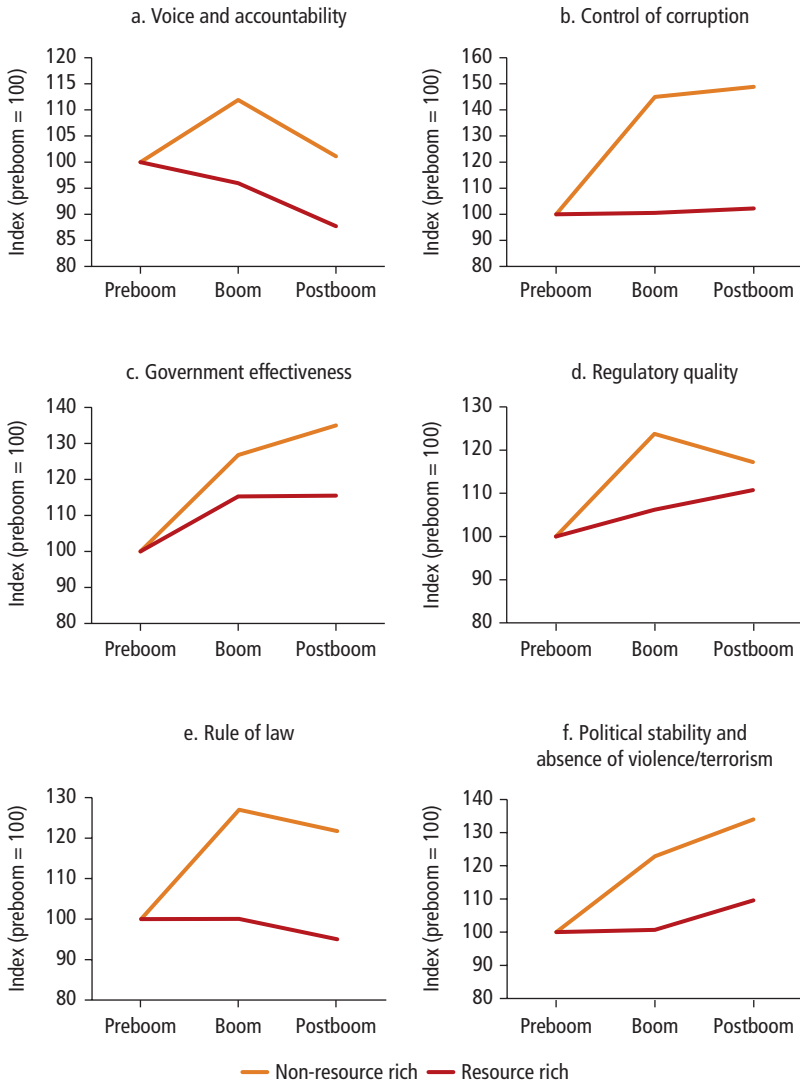 a. Voice and accountability
Index (preboom = 100)
120
115
110
105
100
95
90
85
80
Preboom Boom Postboom
b. Control of corruption
Index (preboom = 100)
160
150
140
130
120
110
100
90
80
Preboom Boom Postboom
c. Government effectiveness
Index (preboom = 100)
140
130
120
110
100
90
80
Preboom Boom Postboom
d. Regulatory quality
Index (preboom = 100)
130
120
110
100
90
80
Preboom Boom Postboom
e. Rule of law
Index (preboom = 100)
130
120
110
100
90
80
Preboom Boom Postboom
f. Political stability and
absence of violence/terrorism
Index (preboom = 100)
140
130
120
110
100
90
80
Preboom Boom Postboom
Non-resource rich Resource rich